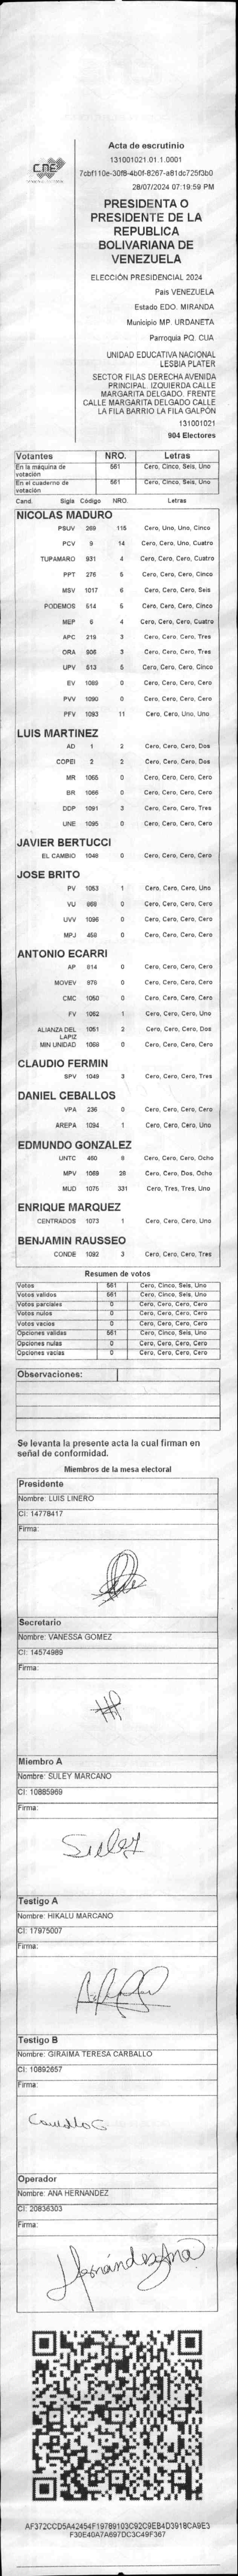 CNE
Acta de escrutinio
131001021.01.1.0001
7cbf110e-30f8-4b0f-8267-a81dc725f3b0
28/07/2024 07:19:59 PM
PRESIDENTA O
PRESIDENTE DE LA
REPUBLICA
BOLIVARIANA DE
VENEZUELA
ELECCIÓN PRESIDENCIAL 2024
País VENEZUELA
Estado EDO. MIRANDA
Municipio MP. URDANETA
Parroquia PQ. CUA
UNIDAD EDUCATIVA NACIONAL
LESBIA PLATER
SECTOR FILAS DERECHA AVENIDA
PRINCIPAL. IZQUIERDA CALLE
MARGARITA DELGADO. FRENTE
CALLE MARGARITA DELGADO CALLE
LA FILA BARRIO LA FILA GALPÓN
131001021
904 Electores
Votantes NRO. Letras
En la máquina de votación 561 Cero, Cinco, Seis, Uno
En el cuaderno de votación 561 Cero, Cinco, Seis, Uno
Cand. Sigla Código NRO. Letras
NICOLAS MADURO
PSUV 269 115 Cero, Uno, Uno, Cinco
PCV 9 14 Cero, Cero, Uno, Cuatro
TUPAMARO 931 4 Cero, Cero, Cero, Cuatro
PPT 276 5 Cero, Cero, Cero, Cinco
MSV 1017 6 Cero, Cero, Cero, Seis
PODEMOS 514 5 Cero, Cero, Cero, Cinco
MEP 6 4 Cero, Cero, Cero, Cuatro
APC 219 3 Cero, Cero, Cero, Tres
ORA 906 3 Cero, Cero, Cero, Tres
UPV 513 5 Cero, Cero, Cero, Cinco
EV 1089 0 Cero, Cero, Cero, Cero
PVV 1090 0 Cero, Cero, Cero, Cero
PFV 1093 11 Cero, Cero, Uno, Uno
LUIS MARTINEZ
AD 1 2 Cero, Cero, Cero, Dos
COPEI 2 2 Cero, Cero, Cero, Dos
MR 1065 0 Cero, Cero, Cero, Cero
BR 1066 0 Cero, Cero, Cero, Cero
DDP 1091 3 Cero, Cero, Cero, Tres
UNE 1095 0 Cero, Cero, Cero, Cero
JAVIER BERTUCCI
EL CAMBIO 1046 0 Cero, Cero, Cero, Cero
JOSE BRITO
PV 1053 1 Cero, Cero, Cero, Uno
VU 969 0 Cero, Cero, Cero, Cero
UVV 1096 0 Cero, Cero, Cero, Cero
MPJ 458 0 Cero, Cero, Cero, Cero
ANTONIO ECARRI
AP 814 0 Cero, Cero, Cero, Cero
MOVEV 876 0 Cero, Cero, Cero, Cero
CMC 1050 0 Cero, Cero, Cero, Cero
FV 1052 1 Cero, Cero, Cero, Uno
ALIANZA DEL LAPIZ 1051 2 Cero, Cero, Cero, Dos
MIN UNIDAD 1068 0 Cero, Cero, Cero, Cero
CLAUDIO FERMIN
SPV 1049 3 Cero, Cero, Cero, Tres
DANIEL CEBALLOS
VPA 236 0 Cero, Cero, Cero, Cero
AREPA 1094 1 Cero, Cero, Cero, Uno
EDMUNDO GONZALEZ
UNTC 460 8 Cero, Cero, Cero, Ocho
MPV 1069 28 Cero, Cero, Dos, Ocho
MUD 1075 331 Cero, Tres, Tres, Uno
ENRIQUE MARQUEZ
CENTRADOS 1073 1 Cero, Cero, Cero, Uno
BENJAMIN RAUSSEO
CONDE 1092 3 Cero, Cero, Cero, Tres
Resumen de votos
Votos 561 Cero, Cinco, Seis, Uno
Votos validos 561 Cero, Cinco, Seis, Uno
Votos parciales 0 Cero, Cero, Cero, Cero
Votos nulos 0 Cero, Cero, Cero, Cero
Votos vacios 0 Cero, Cero, Cero, Cero
Opciones validas 561 Cero, Cinco, Seis, Uno
Opciones nulas 0 Cero, Cero, Cero, Cero
Opciones vacias 0 Cero, Cero, Cero, Cero
Observaciones:
Se levanta la presente acta la cual firman en
señal de conformidad.
Miembros de la mesa electoral
Presidente
Nombre: LUIS LINERO
CI: 14778417
Firma:
Secretario
Nombre: VANESSA GOMEZ
CI: 14574989
Firma:
Miembro A
Nombre: SULEY MARCANO
CI: 10885969
Firma:
Suley
Testigo A
Nombre: HIKALU MARCANO
CI: 17975007
Firma:
Testigo B
Nombre: GIRAIMA TERESA CARBALLO
CI: 10892657
Firma:
Operador
Nombre: ANA HERNANDEZ
CI: 20836303
Firma:
Hernández Ana
AF372CCD5A42454F19789103C92C9EB4D3918CA9E3
F30E40A7A697DC3C49F367